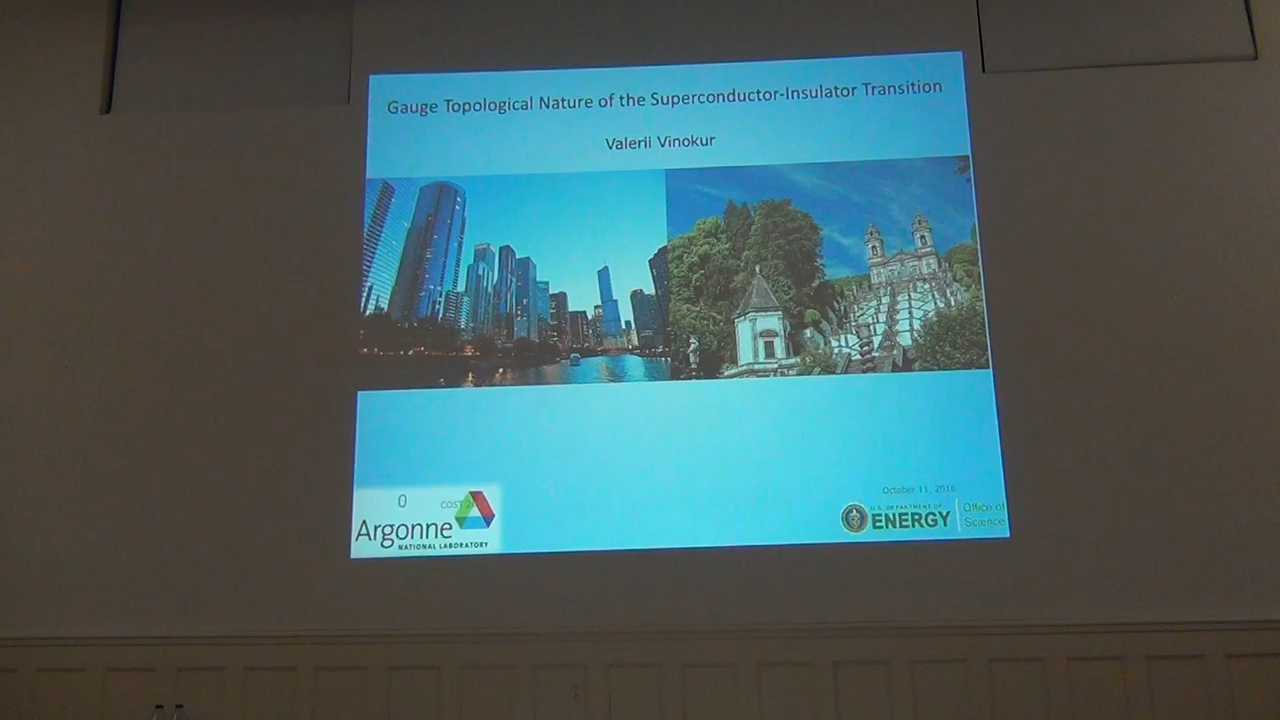 Gauge Topological Nature of the Superconductor-Insulator Transition
Valerii Vinokur
0
COST
Argonne
NATIONAL LABORATORY
October 11, 2018
U.S. DEPARTMENT OF
ENERGY
Office of
Science